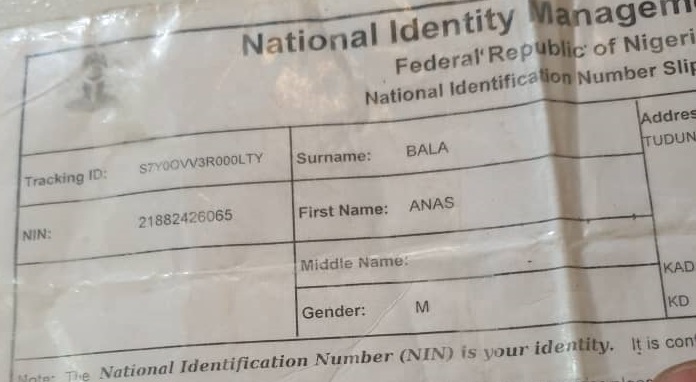 National Identity Managem
Federal Republic of Nigeri
National Identification Number Slip
Tracking ID: S7Y0OVV3R000LTY
Surname: BALA
Addres
TUDUN
NIN: 21882426065
First Name: ANAS
Middle Name:
KAD
Gender: M
KD
Note: The National Identification Number (NIN) is your identity. It is con